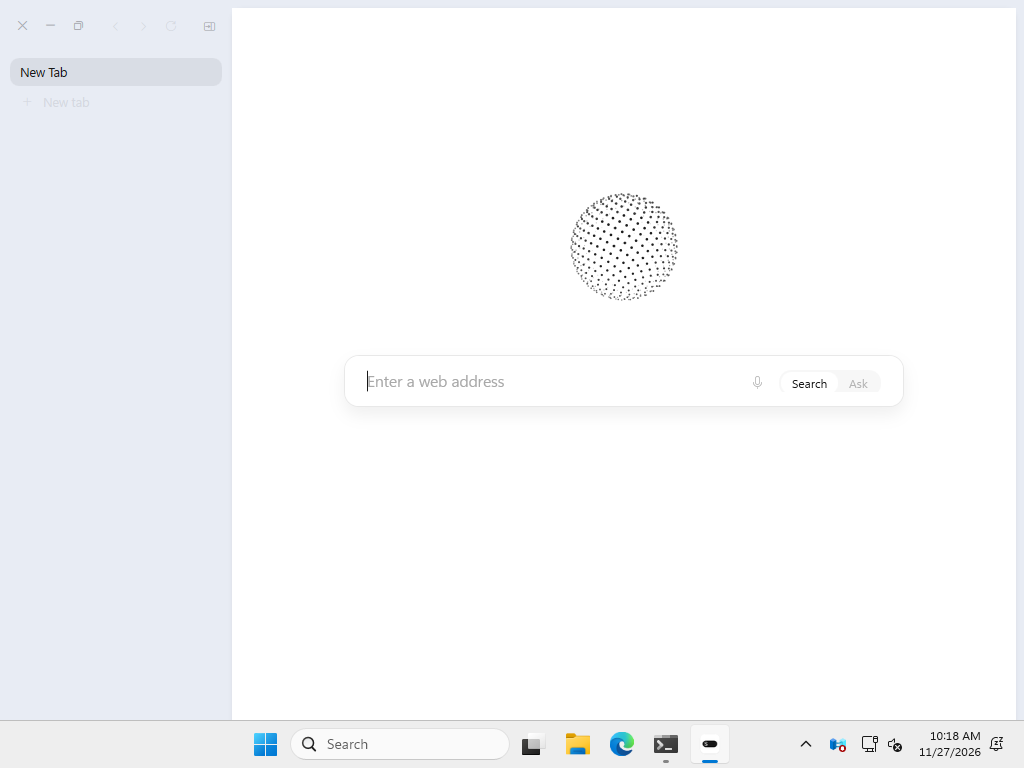 New Tab
+ New tab
Enter a web address
Search
Ask
Search
10:18 AM
11/27/2026